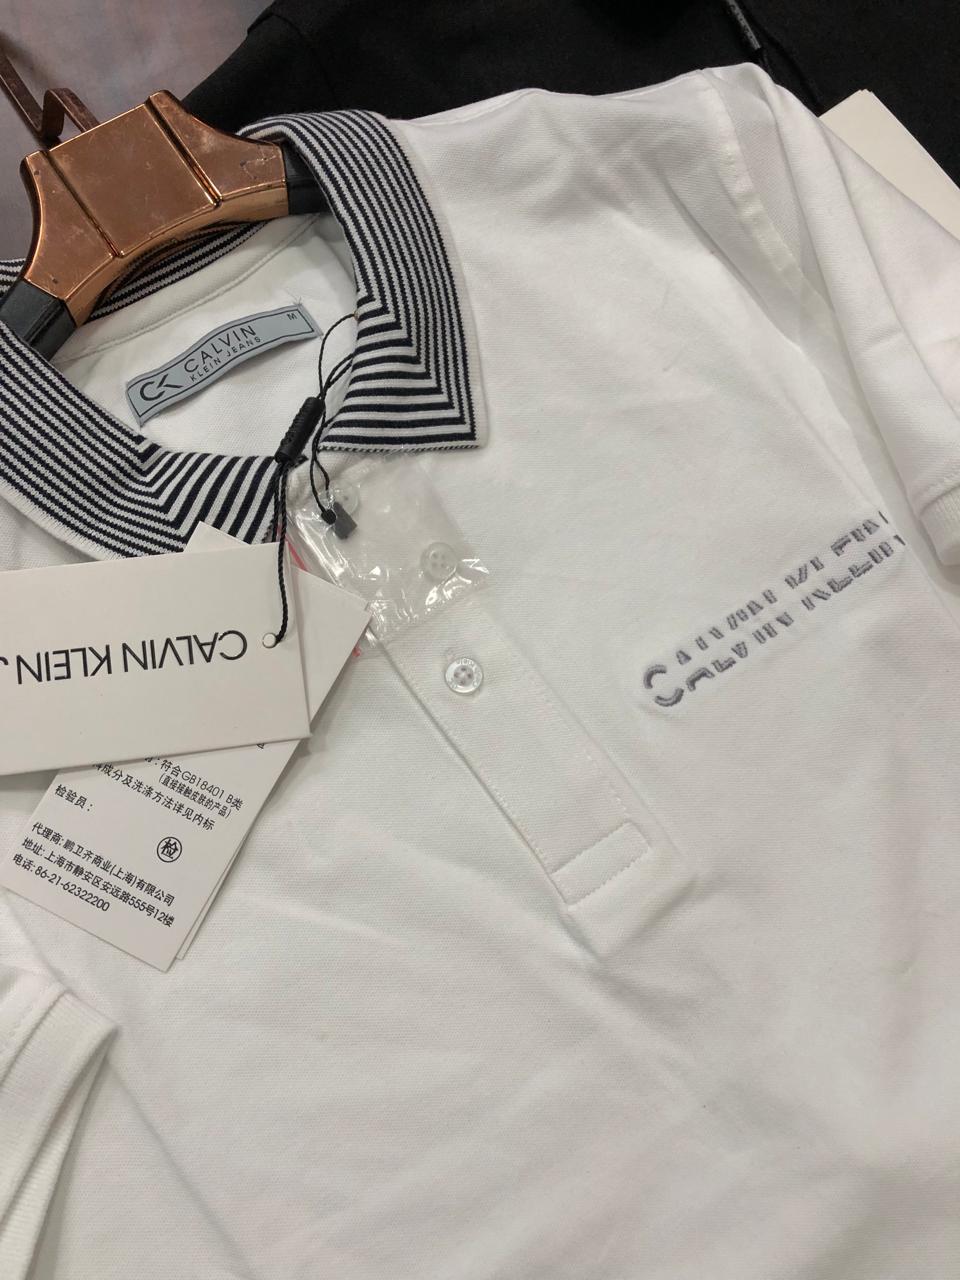 CK CALVIN
KLEIN JEANS
M
CALVIN KLEIN J
符合GB18401 B类
(直接接触皮肤的产品)
成分及洗涤方法详见内标
检验员：
检
代理商: 鹏卫齐商业(上海)有限公司
地址: 上海市静安区安远路555号12楼
电话: 86-21-62322200
CALVIN KLEIN
CALVIN KLEIN